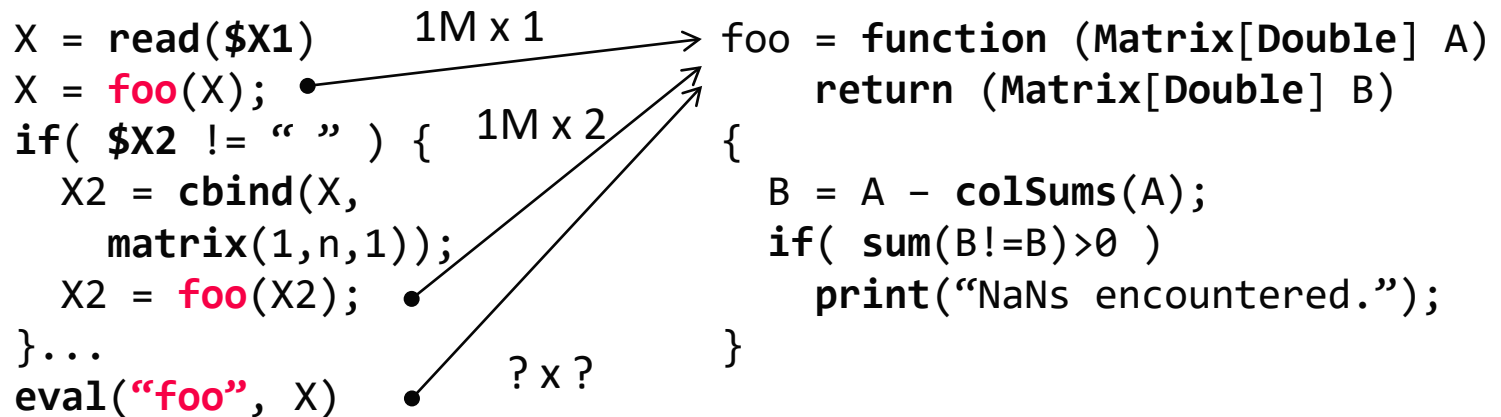 X = read($X1)
X = foo(X);
if( $X2 != “ ” ) {
  X2 = cbind(X,
    matrix(1,n,1));
  X2 = foo(X2);
}...
eval(“foo”, X)
1M x 1
1M x 2
? x ?
foo = function (Matrix[Double] A)
    return (Matrix[Double] B)
{
  B = A – colSums(A);
  if( sum(B!=B)>0 )
    print(“NaNs encountered.”);
}